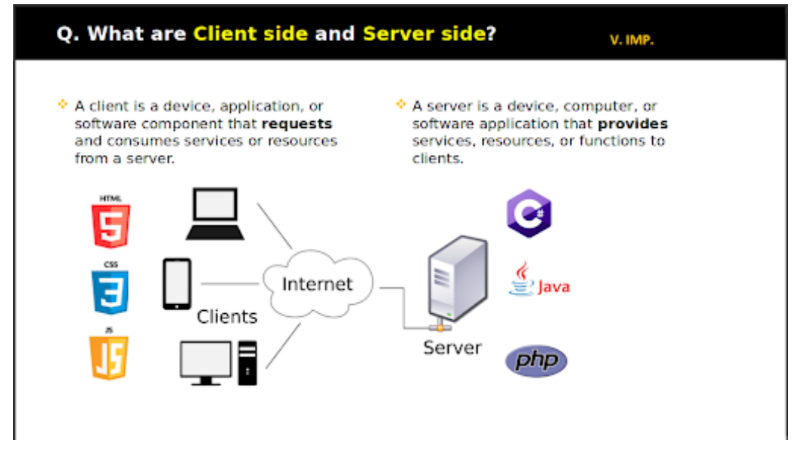 Q. What are Client side and Server side?
V. IMP.
A client is a device, application, or
software component that requests
and consumes services or resources
from a server.
A server is a device, computer, or
software application that provides
services, resources, or functions to
clients.
HTML
5
CSS
3
JS
JS
Clients
Internet
Server
C#
Java
php